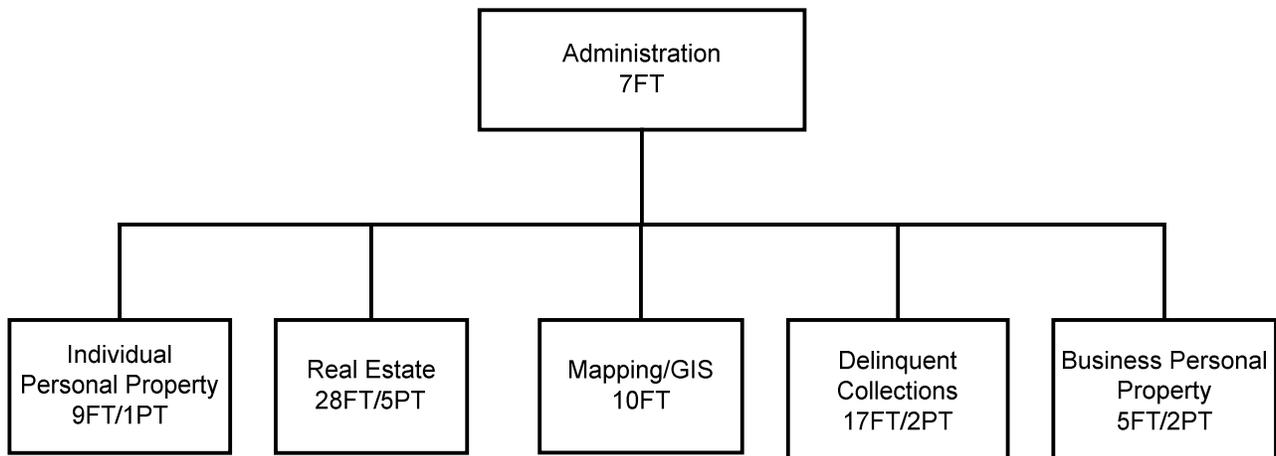 Administration
7FT
Individual
Personal Property
9FT/1PT
Real Estate
28FT/5PT
Mapping/GIS
10FT
Delinquent
Collections
17FT/2PT
Business Personal
Property
5FT/2PT